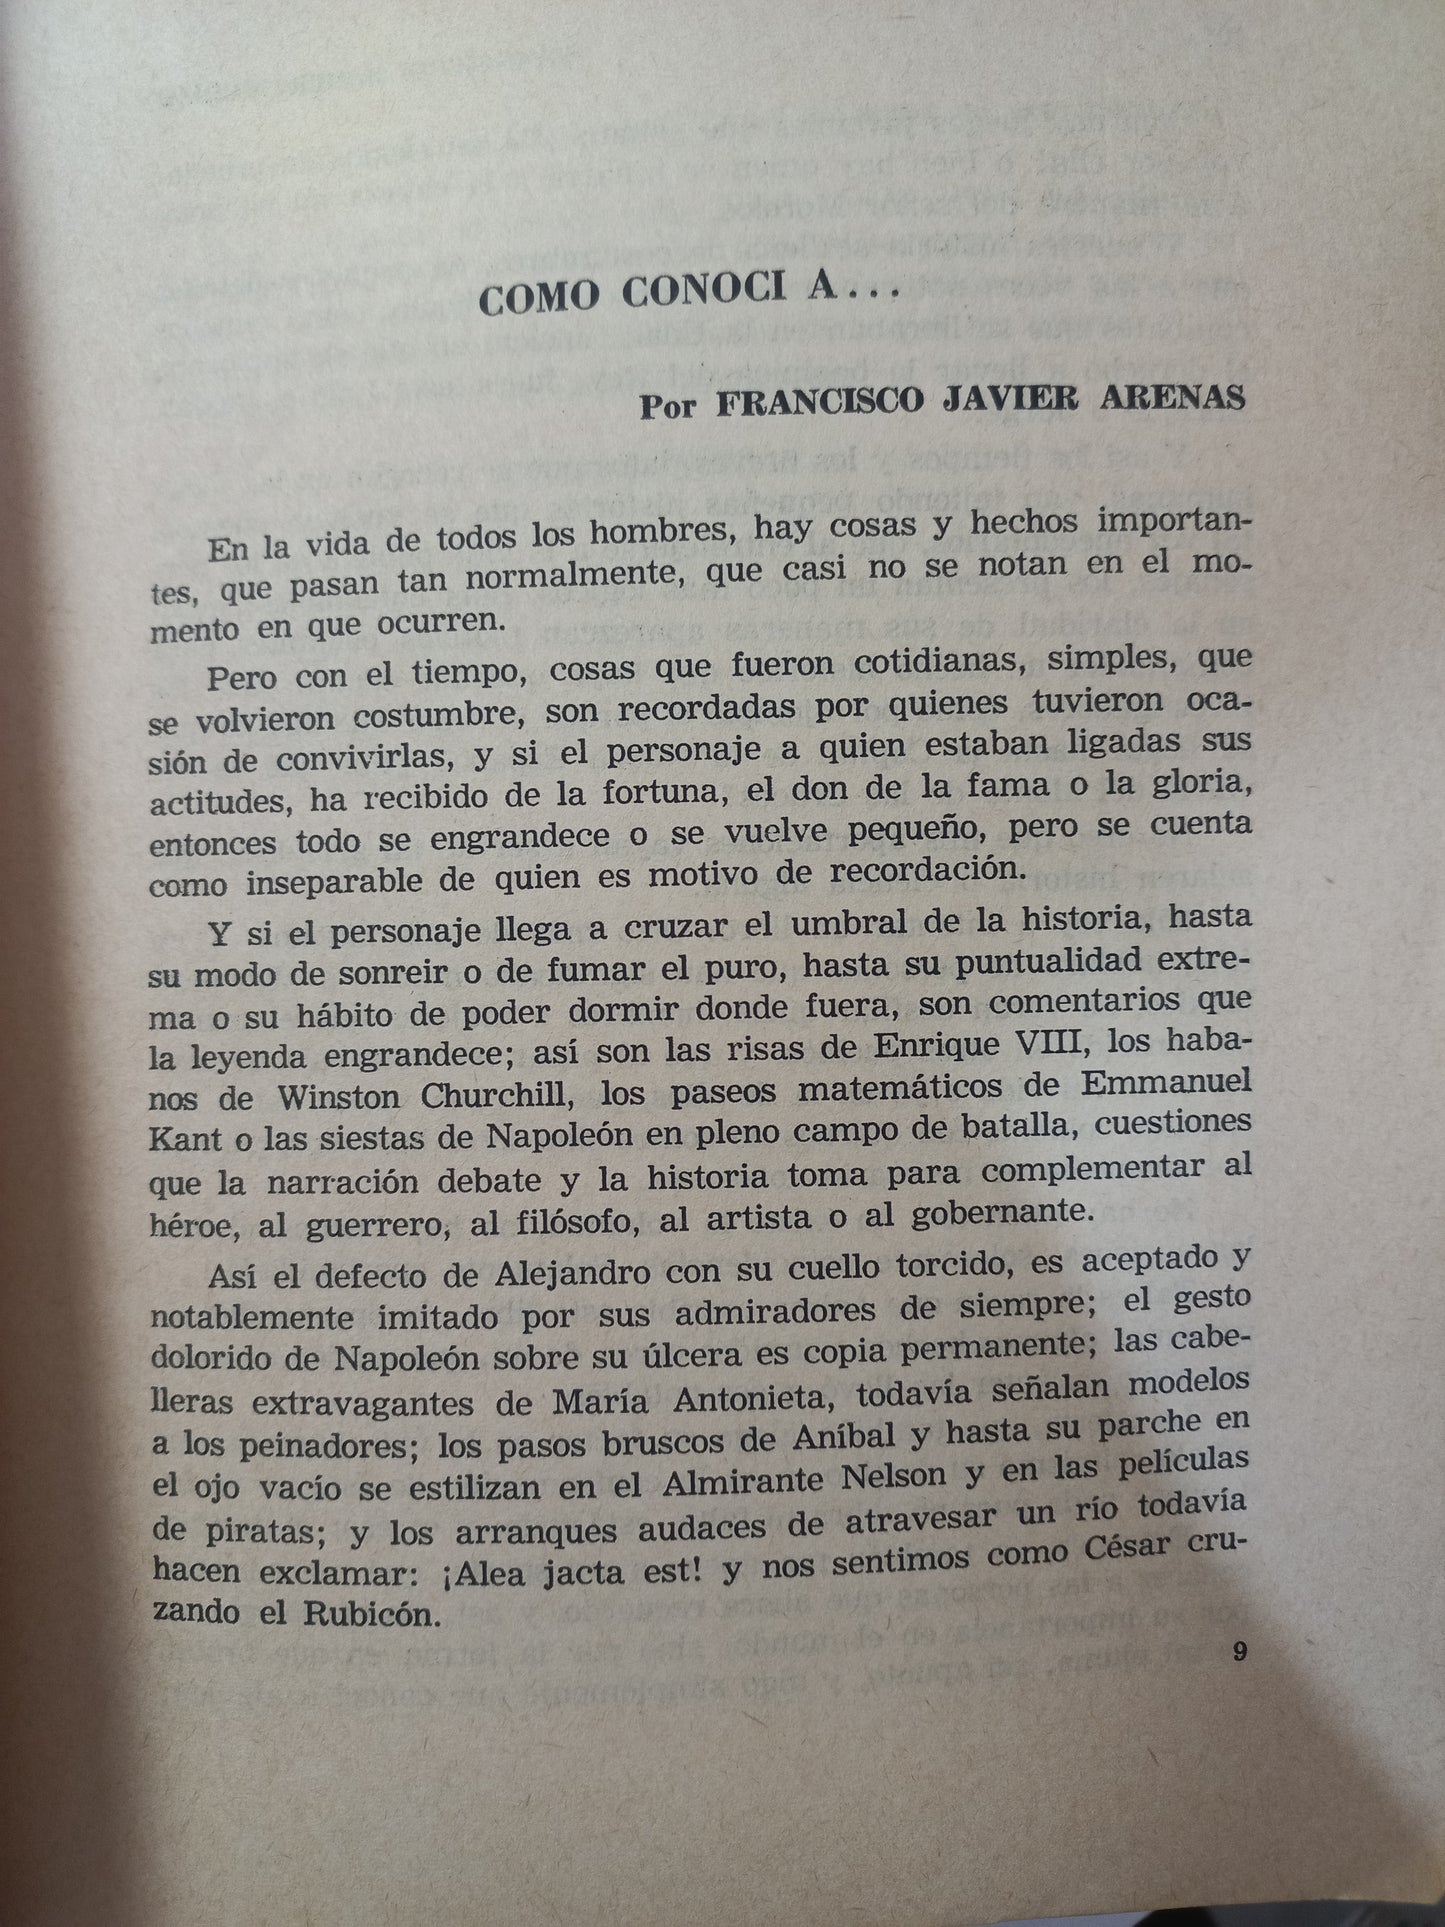 COMO CONOCI A...
Por FRANCISCO JAVIER ARENAS
En la vida de todos los hombres, hay cosas y hechos importan-
tes, que pasan tan normalmente, que casi no se notan en el mo-
mento en que ocurren.
Pero con el tiempo, cosas que fueron cotidianas, simples, que
se volvieron costumbre, son recordadas por quienes tuvieron oca-
sión de convivirlas, y si el personaje a quien estaban ligadas sus
actitudes, ha recibido de la fortuna, el don de la fama o la gloria,
entonces todo se engrandece o se vuelve pequeño, pero se cuenta
como inseparable de quien es motivo de recordación.
Y si el personaje llega a cruzar el umbral de la historia, hasta
su modo de sonreir o de fumar el puro, hasta su puntualidad extre-
ma o su hábito de poder dormir donde fuera, son comentarios que
la leyenda engrandece; así son las risas de Enrique VIII, los haba-
nos de Winston Churchill, los paseos matemáticos de Emmanuel
Kant o las siestas de Napoleón en pleno campo de batalla, cuestiones
que la narración debate y la historia toma para complementar al
héroe, al guerrero, al filósofo, al artista o al gobernante.
Así el defecto de Alejandro con su cuello torcido, es aceptado y
notablemente imitado por sus admiradores de siempre; el gesto
dolorido de Napoleón sobre su úlcera es copia permanente; las cabe-
lleras extravagantes de María Antonieta, todavía señalan modelos
a los peinadores; los pasos bruscos de Aníbal y hasta su parche en
el ojo vacío se estilizan en el Almirante Nelson y en las películas
de piratas; y los arranques audaces de atravesar un río todavía
hacen exclamar: ¡Alea jacta est! y nos sentimos como César cru-
zando el Rubicón.
9